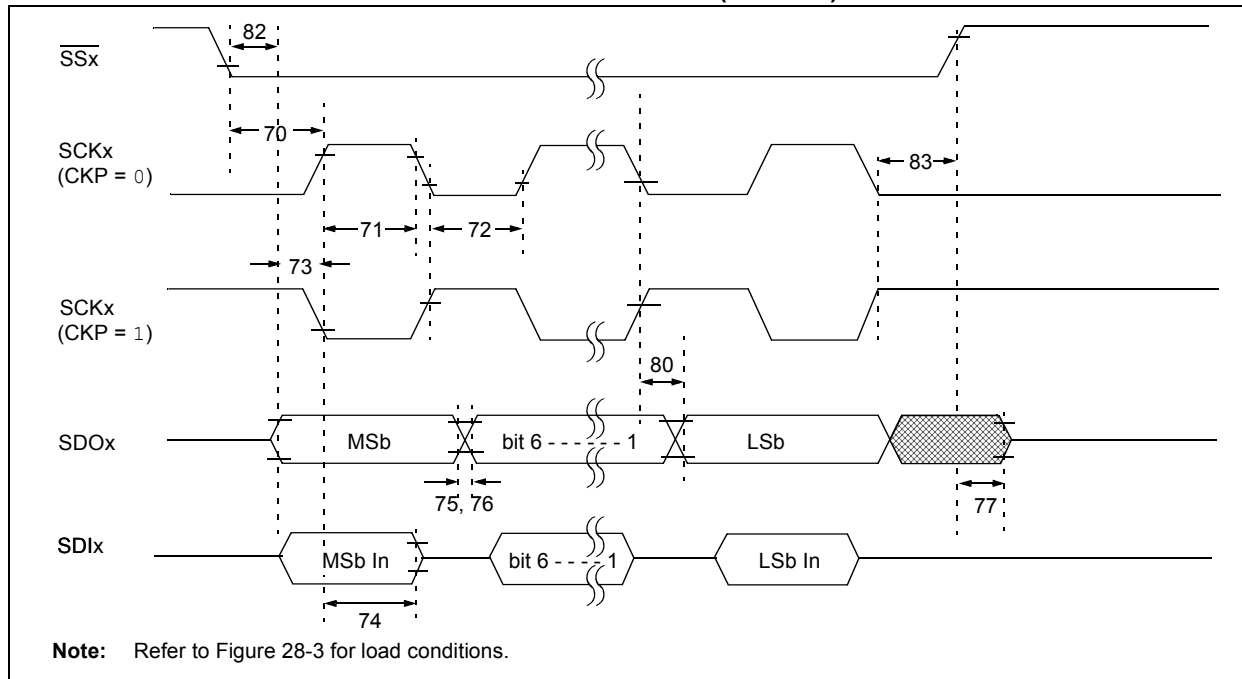 82
SSx
70
SCKx
(CKP = 0)
83
71
72
73
SCKx
(CKP = 1)
80
SDOx
MSb
bit 6 - - - - - - 1
LSb
75, 76
77
SDIx
MSb In
bit 6 - - - - 1
LSb In
74
Note: Refer to Figure 28-3 for load conditions.